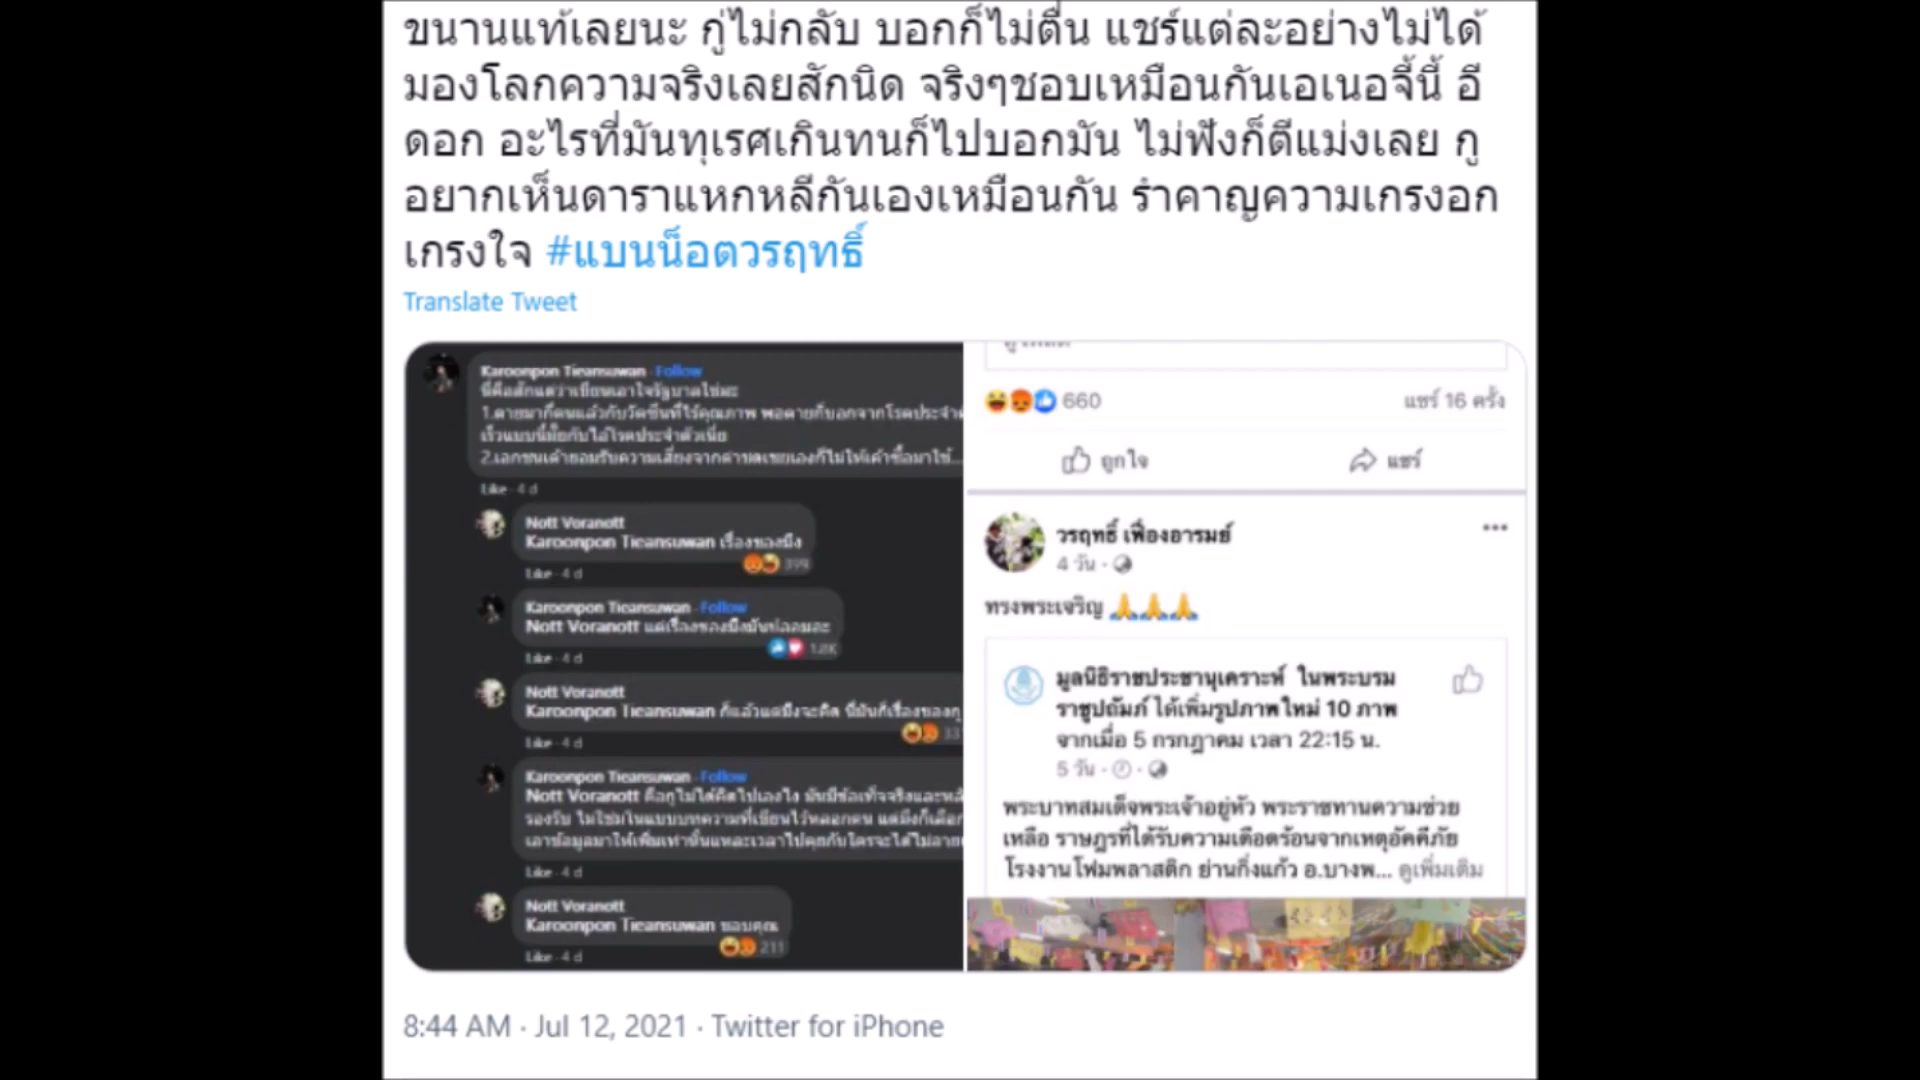 ขนานแท้เลยนะ กู่ไม่กลับ บอกก็ไม่ตื่น แชร์แต่ละอย่างไม่ได้
มองโลกความจริงเลยสักนิด จริงๆชอบเหมือนกันเอเนอจี้นี้ อี
ดอก อะไรที่มันทุเรศเกินทนก็ไปบอกมัน ไม่ฟังก็ตีแม่งเลย กู
อยากเห็นดาราแหกหลีกันเองเหมือนกัน รำคาญความเกรงอก
เกรงใจ #แบนน็อตวรฤทธิ์
Translate Tweet
Karoonpon Tieansuwan · Follow
นี่คือสักแต่ว่าเขียนเอาใจรัฐบาลใช่มะ
1.ตายมากี่คนแล้วกับวัคซีนที่ไร้คุณภาพ พอตายก็บอกจากโรคประจำ
เร็วแบบนี้มั้ยกับไอ้โรคประจำตัวเนี่ย
2.เอกชนเค้ายอมรับความเสี่ยงจากค่าชดเชยเองก็ไม่ให้เค้าซื้อมาใช้...
Like · 4 d
Nott Voranott
Karoonpon Tieansuwan เรื่องของมึง
399
Like · 4 d
Karoonpon Tieansuwan · Follow
Nott Voranott แต่เรื่องของมึงมันปลอมอะ
1.8K
Like · 4 d
Nott Voranott
Karoonpon Tieansuwan ก็แล้วแต่มึงจะคิด นี่มันก็เรื่องของกู
33
Like · 4 d
Karoonpon Tieansuwan · Follow
Nott Voranott คือกูไม่ได้คิดไปเองไง มันมีข้อเท็จจริงและหลั
รองรับ ไม่ใช่มโนแบบบทความที่เขียนไว้หลอกคน แต่มึงก็เลือก
เอาข้อมูลมาให้เพิ่มเท่านั้นแหละเวลาไปคุยกับใครจะได้ไม่อาย
Like · 4 d
Nott Voranott
Karoonpon Tieansuwan ขอบคุณ
211
Like · 4 d
660
แชร์ 16 ครั้ง
ถูกใจ
แชร์
วรฤทธิ์ เฟื่องอารมย์
4 วัน ·
ทรงพระเจริญ 🙏🙏🙏
มูลนิธิราชประชานุเคราะห์ ในพระบรม
ราชูปถัมภ์ ได้เพิ่มรูปภาพใหม่ 10 ภาพ
จากเมื่อ 5 กรกฎาคม เวลา 22:15 น.
5 วัน ·
พระบาทสมเด็จพระเจ้าอยู่หัว พระราชทานความช่วย
เหลือ ราษฎรที่ได้รับความเดือดร้อนจากเหตุอัคคีภัย
โรงงานโฟมพลาสติก ย่านกิ่งแก้ว อ.บางพ... ดูเพิ่มเติม
8:44 AM · Jul 12, 2021 · Twitter for iPhone